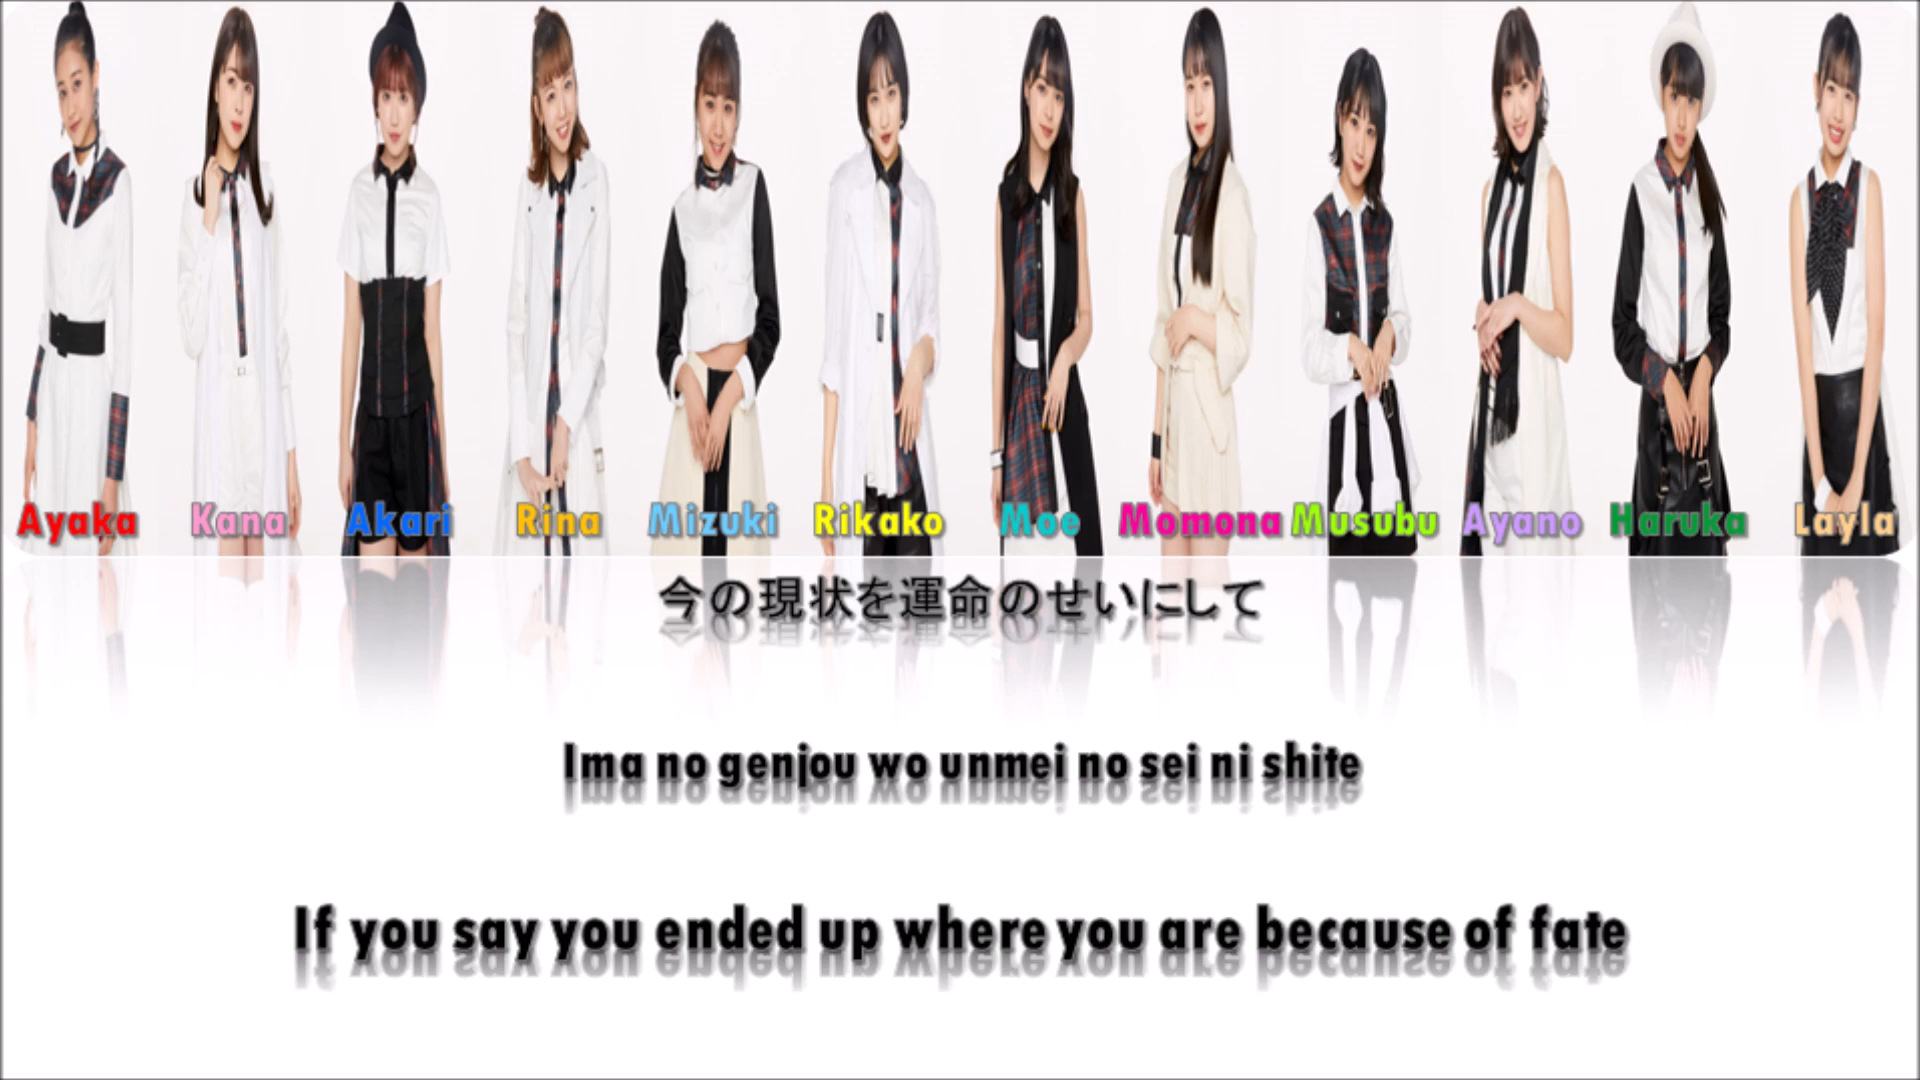 Ayaka Kana Akari Rina Mizuki Rikako Moe Momona Musubu Ayano Haruka Layla
今の現状を運命のせいにして
Ima no genjou wo unmei no sei ni shite
If you say you ended up where you are because of fate